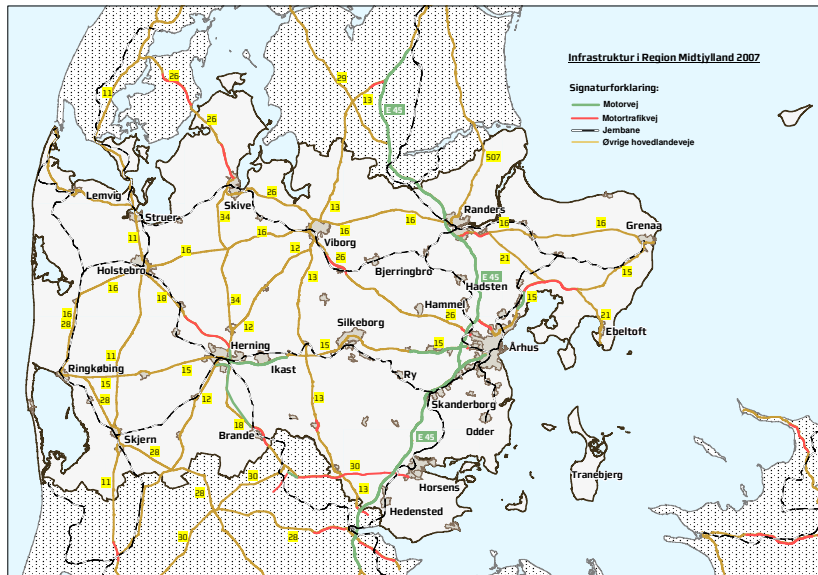 Infrastruktur i Region Midtjylland 2007
Signaturforklaring:
Motorvej
Motortrafikvej
Jernbane
Øvrige hovedlandeveje
26
11
29
13
E 45
26
507
Lemvig
Struer
11
Skive
34
26
13
Randers
16
16
16
Grenaa
16
Viborg
16
12
16
Holstebro
16
18
13
26
Bjerringbro
21
E 45
Hadsten
15
15
16
28
34
12
Hammel
26
21
Ebeltoft
Silkeborg
15
15
Århus
11
Herning
15
Ikast
Ringkøbing
15
28
12
Ry
13
Skanderborg
18
Brande
Odder
Skjern
28
E 45
30
30
Tranebjerg
11
28
13
Horsens
Hedensted
30
28